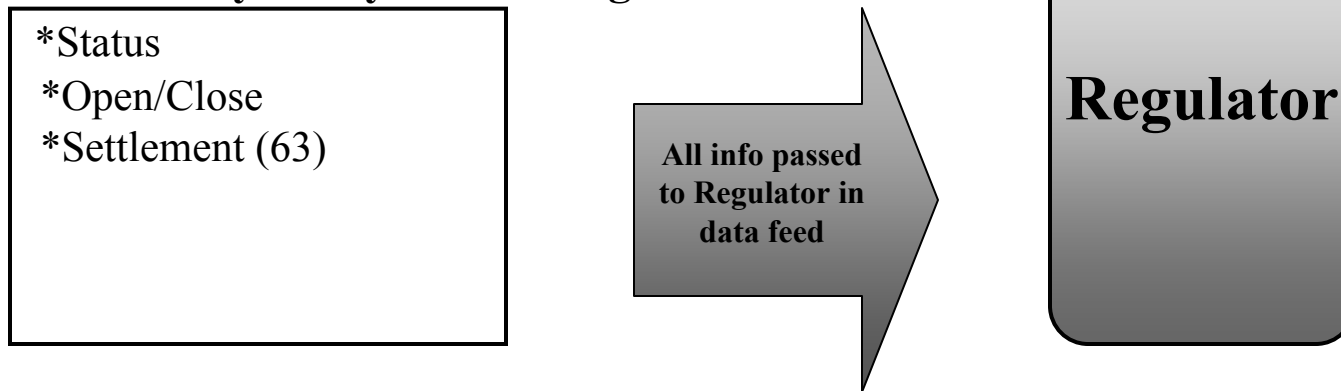 *Status
*Open/Close
*Settlement (63)
All info passed
to Regulator in
data feed
Regulator